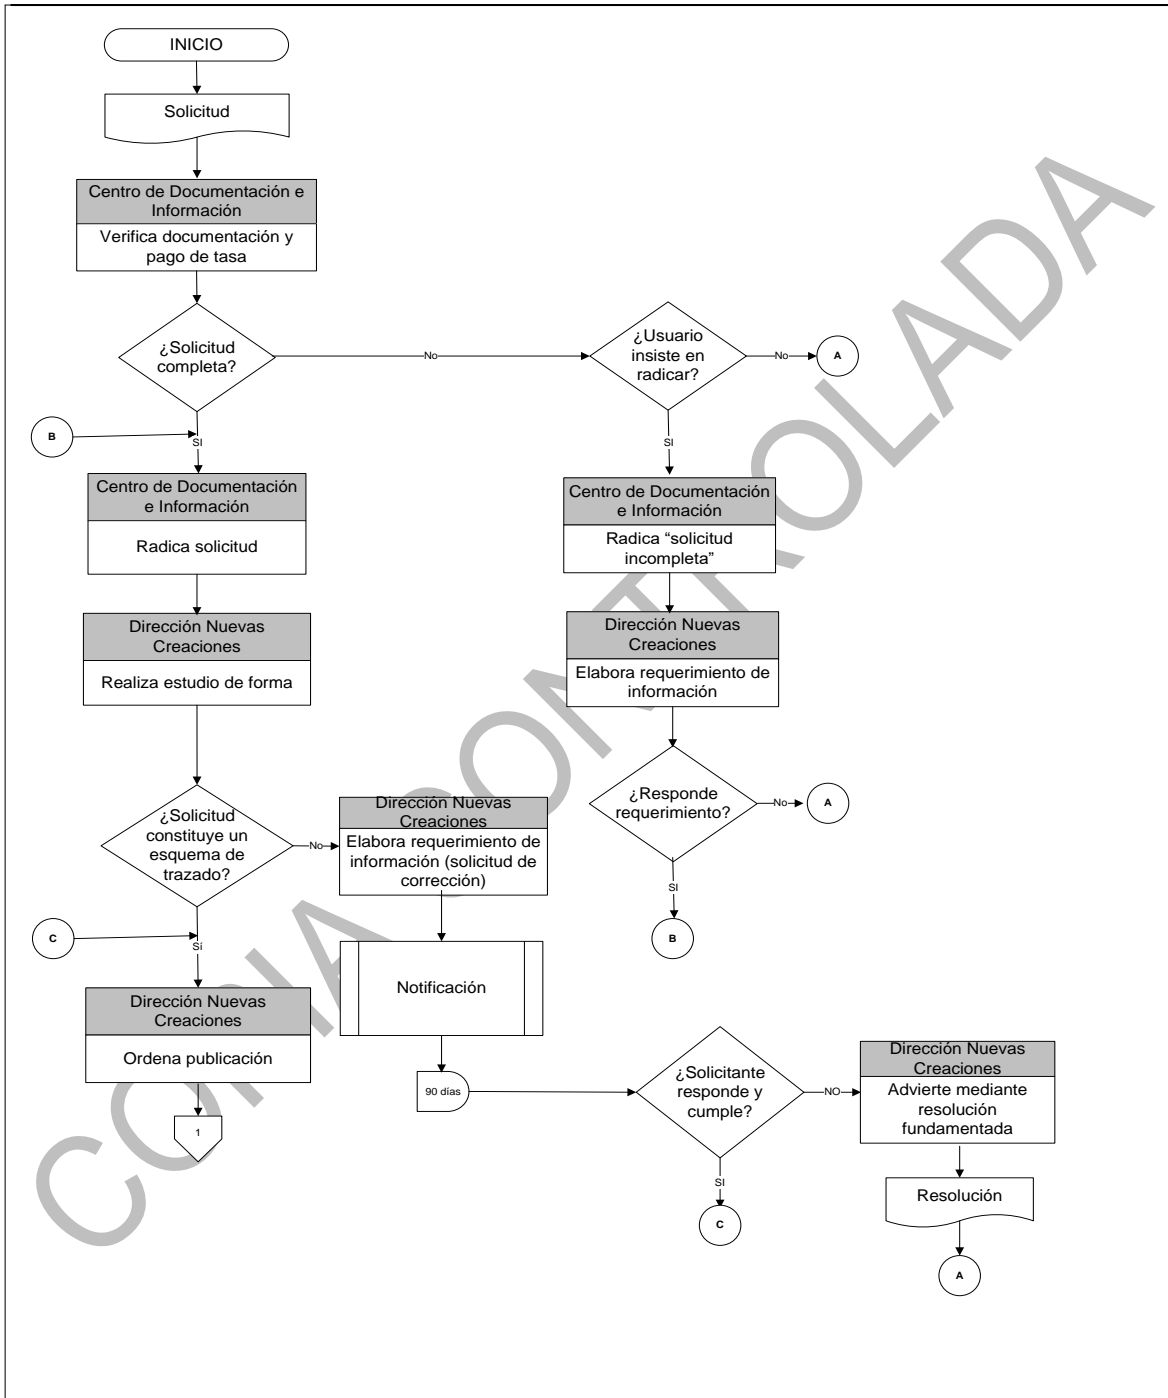 INICIO
Solicitud
Centro de Documentación e
Información
Verifica documentación y
pago de tasa
¿Solicitud
completa?
No
¿Usuario
insiste en
radicar?
No
A
B
SI
SI
Centro de Documentación
e Información
Radica solicitud
Centro de Documentación
e Información
Radica “solicitud
incompleta”
Dirección Nuevas
Creaciones
Realiza estudio de forma
Dirección Nuevas
Creaciones
Elabora requerimiento de
información
¿Responde
requerimiento?
No
A
SI
B
¿Solicitud
constituye un
esquema de
trazado?
No
Dirección Nuevas
Creaciones
Elabora requerimiento de
información (solicitud de
corrección)
C
Sí
Notificación
Dirección Nuevas
Creaciones
Ordena publicación
1
90 días
¿Solicitante
responde y
cumple?
NO
Dirección Nuevas
Creaciones
Advierte mediante
resolución
fundamentada
SI
C
Resolución
A
COPIA CONTROLADA